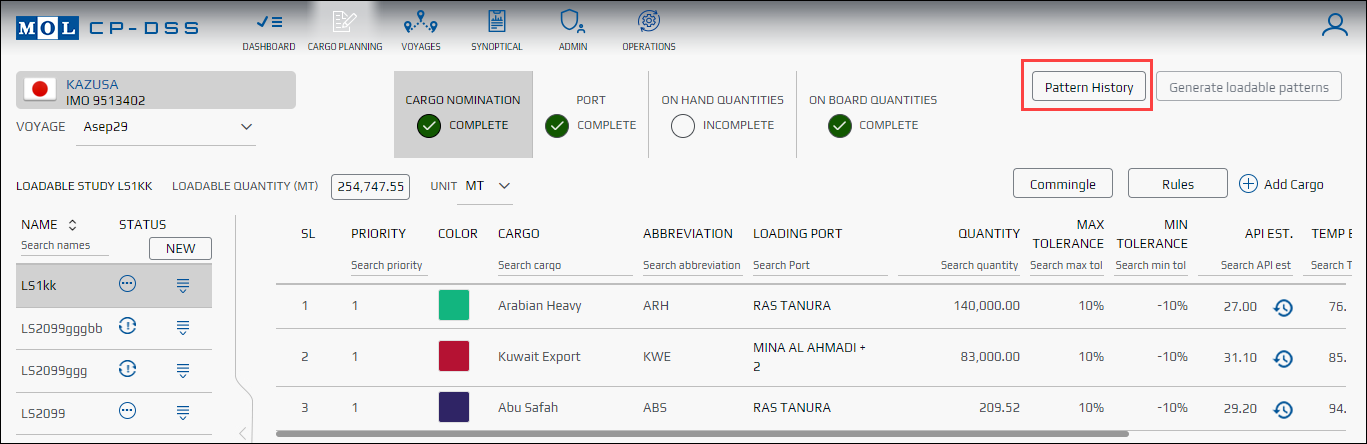 MOL CP-DSS
DASHBOARD CARGO PLANNING VOYAGES SYNOPTICAL ADMIN OPERATIONS
KAZUSA
IMO 9513402
VOYAGE Asep29
CARGO NOMINATION PORT ON HAND QUANTITIES ON BOARD QUANTITIES
COMPLETE COMPLETE INCOMPLETE COMPLETE
Pattern History Generate loadable patterns
LOADABLE STUDY LS1KK LOADABLE QUANTITY (MT) 254,747.55 UNIT MT
Commingle Rules Add Cargo
NAME STATUS
Search names NEW
LS1kk
LS2099gggbb
LS2099ggg
LS2099
SL PRIORITY COLOR CARGO ABBREVIATION LOADING PORT QUANTITY MAX TOLERANCE MIN TOLERANCE API EST. TEMP E
Search priority Search cargo Search abbreviation Search Port Search quantity Search max tol Search min tol Search API est Search T
1 1 Arabian Heavy ARH RAS TANURA 140,000.00 10% -10% 27.00 76.
2 1 Kuwait Export KWE MINA AL AHMADI + 2 83,000.00 10% -10% 31.10 85.
3 1 Abu Safah ABS RAS TANURA 209.52 10% -10% 29.20 94.